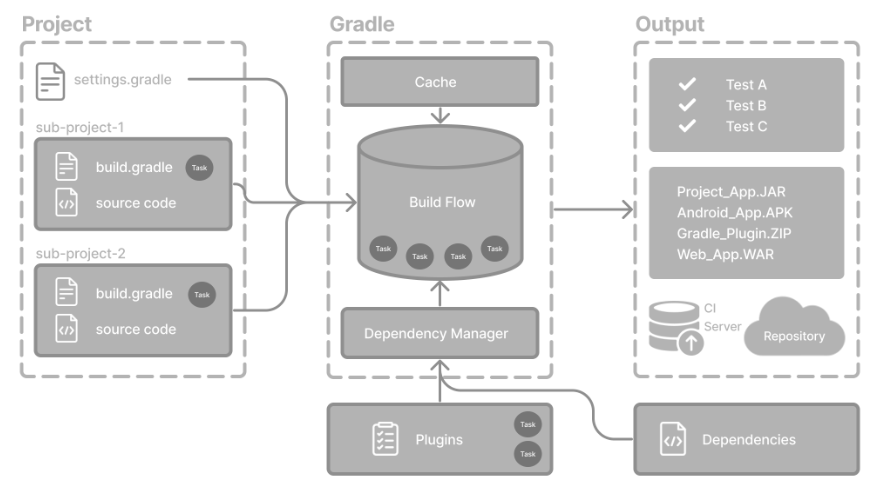 Project
settings.gradle
sub-project-1
build.gradle
Task
source code
sub-project-2
build.gradle
Task
source code
Gradle
Cache
Build Flow
Task
Task
Task
Task
Dependency Manager
Plugins
Task
Task
Output
Test A
Test B
Test C
Project_App.JAR
Android_App.APK
Gradle_Plugin.ZIP
Web_App.WAR
CI
Server
Repository
Dependencies